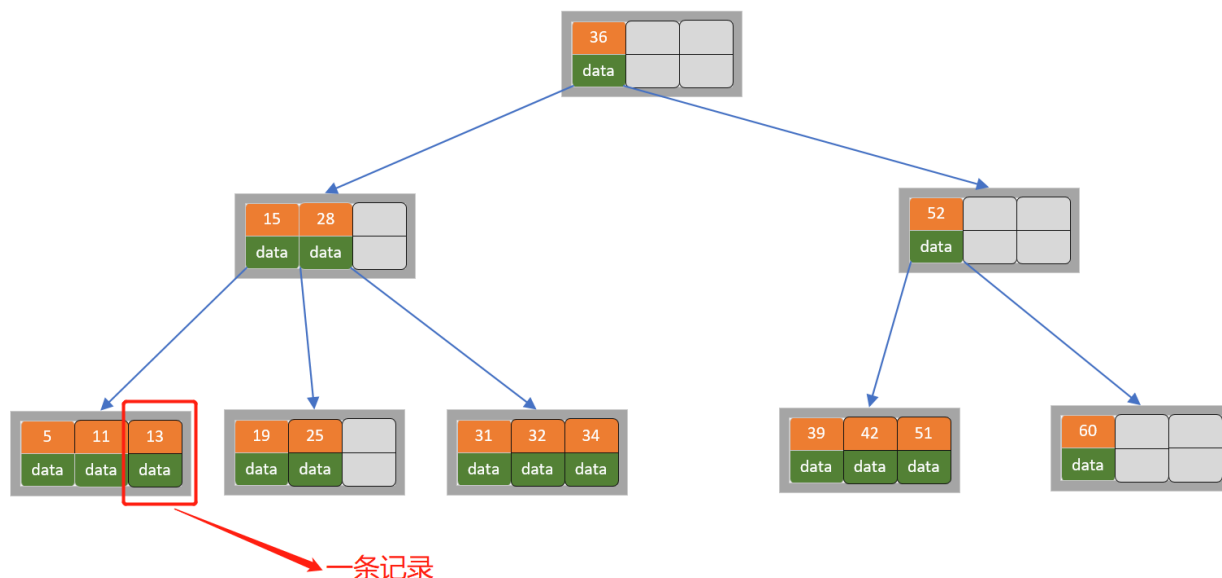 36
data
15 28
data data
52
data
5 11 13
data data data
19 25
data data
31 32 34
data data data
39 42 51
data data data
60
data
一条记录